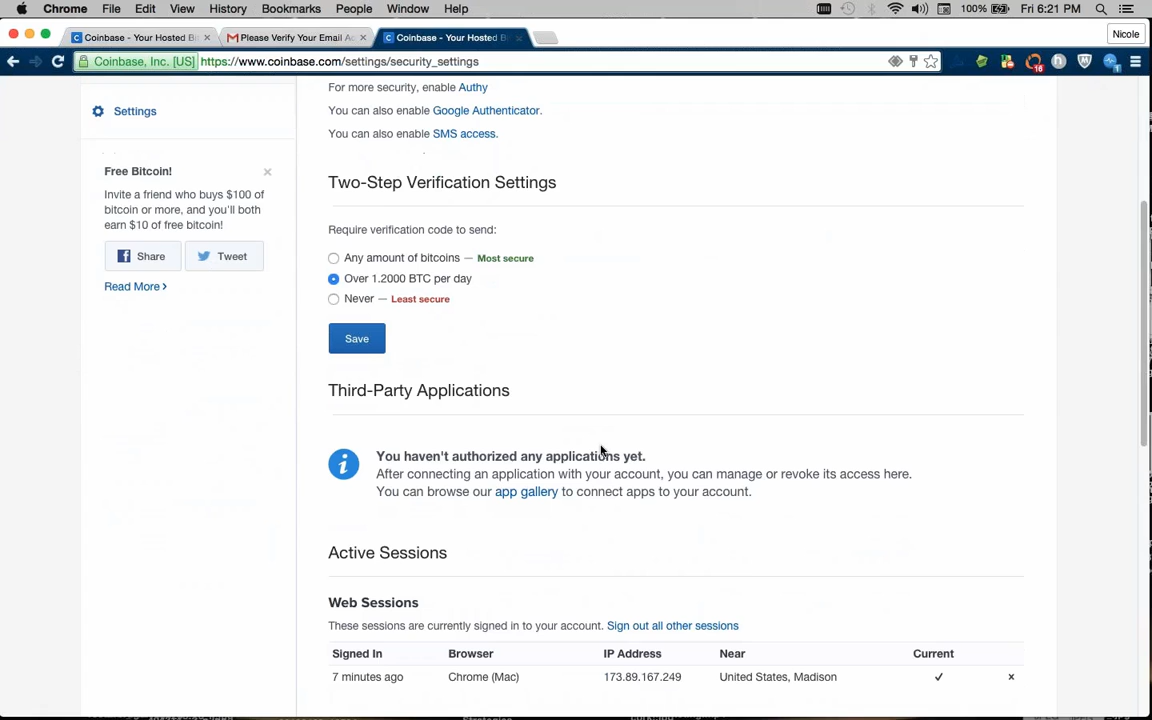 Chrome File Edit View History Bookmarks People Window Help 100% Fri 6:21 PM
Coinbase - Your Hosted Bi × Please Verify Your Email A × Coinbase - Your Hosted B × Nicole
Coinbase, Inc. [US] https://www.coinbase.com/settings/security_settings
16
1
For more security, enable Authy
Settings
You can also enable Google Authenticator.
You can also enable SMS access.
Free Bitcoin! ×
Invite a friend who buys $100 of
bitcoin or more, and you'll both
earn $10 of free bitcoin!
Share Tweet
Read More ›
Two-Step Verification Settings
Require verification code to send:
Any amount of bitcoins — Most secure
Over 1.2000 BTC per day
Never — Least secure
Save
Third-Party Applications
You haven't authorized any applications yet.
After connecting an application with your account, you can manage or revoke its access here.
You can browse our app gallery to connect apps to your account.
Active Sessions
Web Sessions
These sessions are currently signed in to your account. Sign out all other sessions
Signed In Browser IP Address Near Current
7 minutes ago Chrome (Mac) 173.89.167.249 United States, Madison ✓ ×